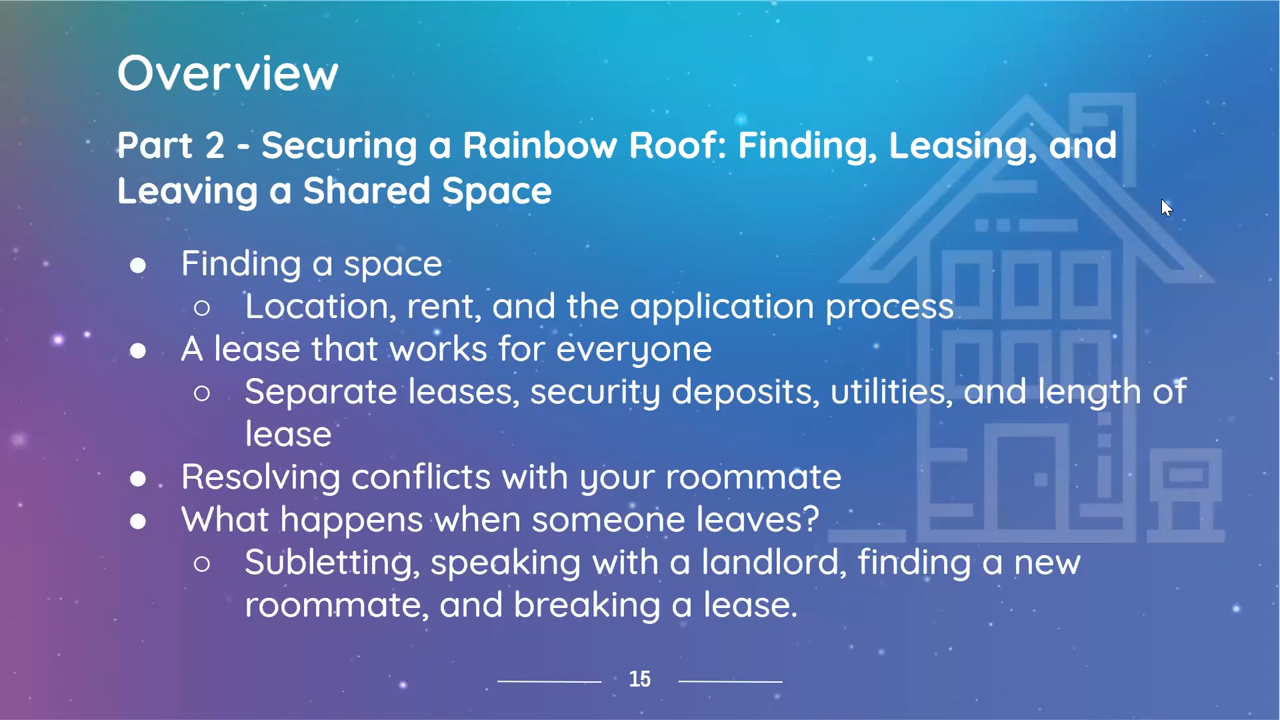 Overview
Part 2 - Securing a Rainbow Roof: Finding, Leasing, and
Leaving a Shared Space
● Finding a space
○ Location, rent, and the application process
● A lease that works for everyone
○ Separate leases, security deposits, utilities, and length of
lease
● Resolving conflicts with your roommate
● What happens when someone leaves?
○ Subletting, speaking with a landlord, finding a new
roommate, and breaking a lease.
15